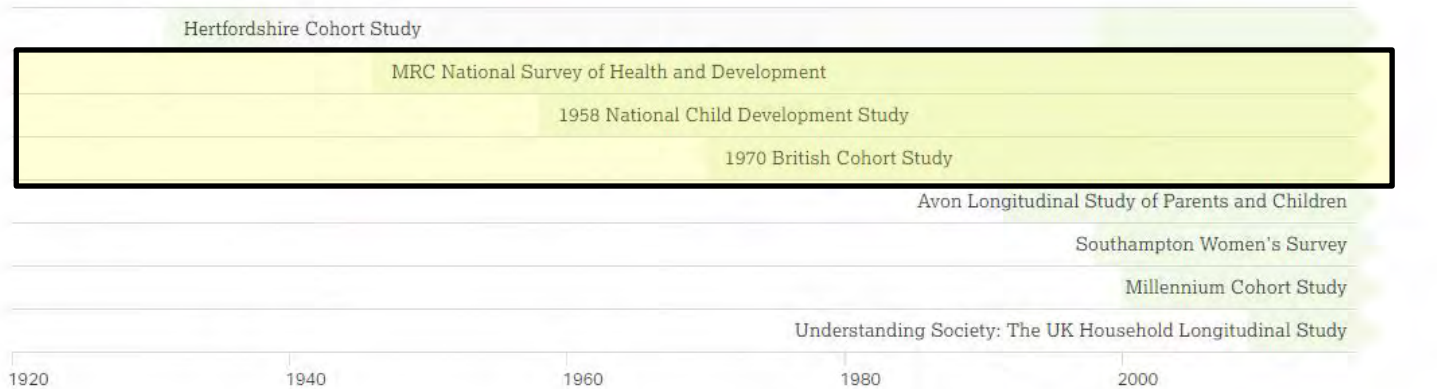 Hertfordshire Cohort Study
MRC National Survey of Health and Development
1958 National Child Development Study
1970 British Cohort Study
Avon Longitudinal Study of Parents and Children
Southampton Women's Survey
Millennium Cohort Study
Understanding Society: The UK Household Longitudinal Study
1920 1940 1960 1980 2000